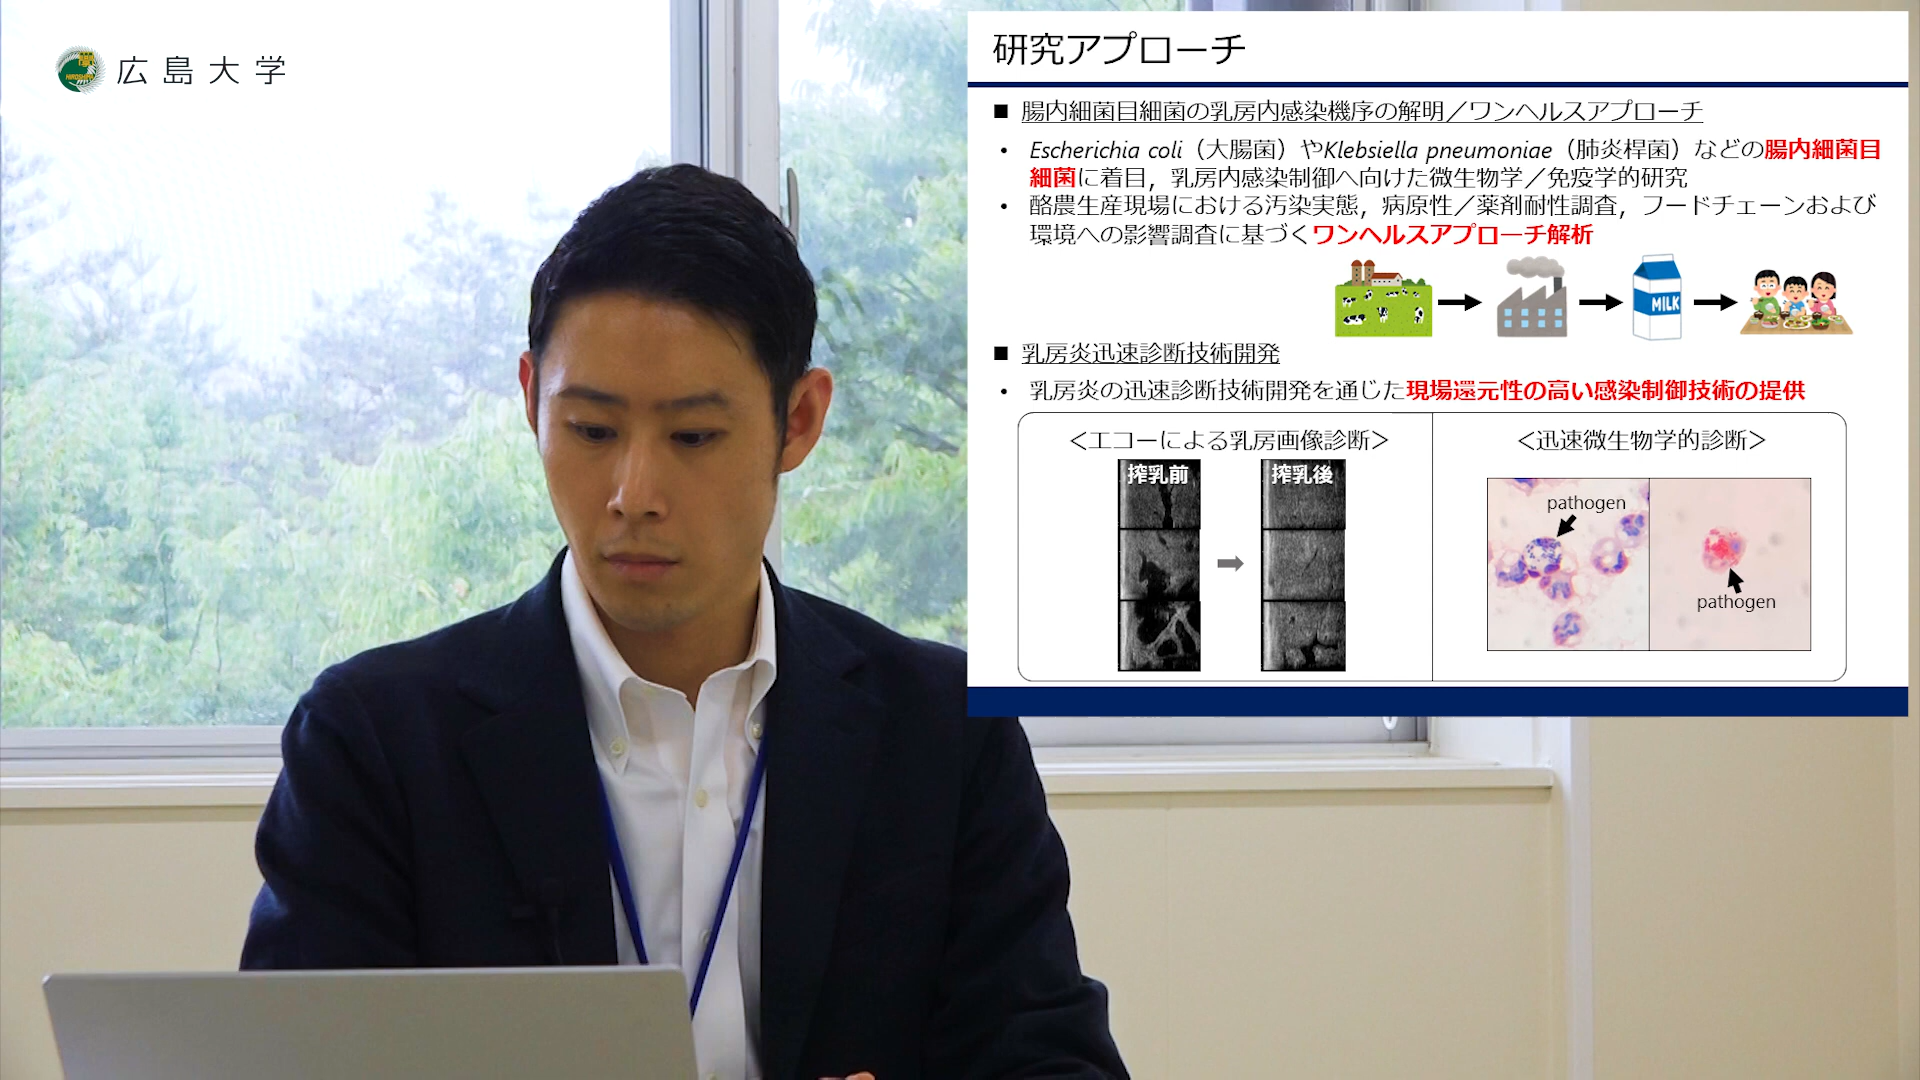 広島大学
研究アプローチ
■ 腸内細菌目細菌の乳房内感染機序の解明／ワンヘルスアプローチ
• Escherichia coli（大腸菌）やKlebsiella pneumoniae（肺炎桿菌）などの腸内細菌目
細菌に着目，乳房内感染制御へ向けた微生物学／免疫学的研究
• 酪農生産現場における汚染実態，病原性／薬剤耐性調査，フードチェーンおよび
環境への影響調査に基づくワンヘルスアプローチ解析
MILK
■ 乳房炎迅速診断技術開発
• 乳房炎の迅速診断技術開発を通じた現場還元性の高い感染制御技術の提供
＜エコーによる乳房画像診断＞
搾乳前
搾乳後
＜迅速微生物学的診断＞
pathogen
pathogen